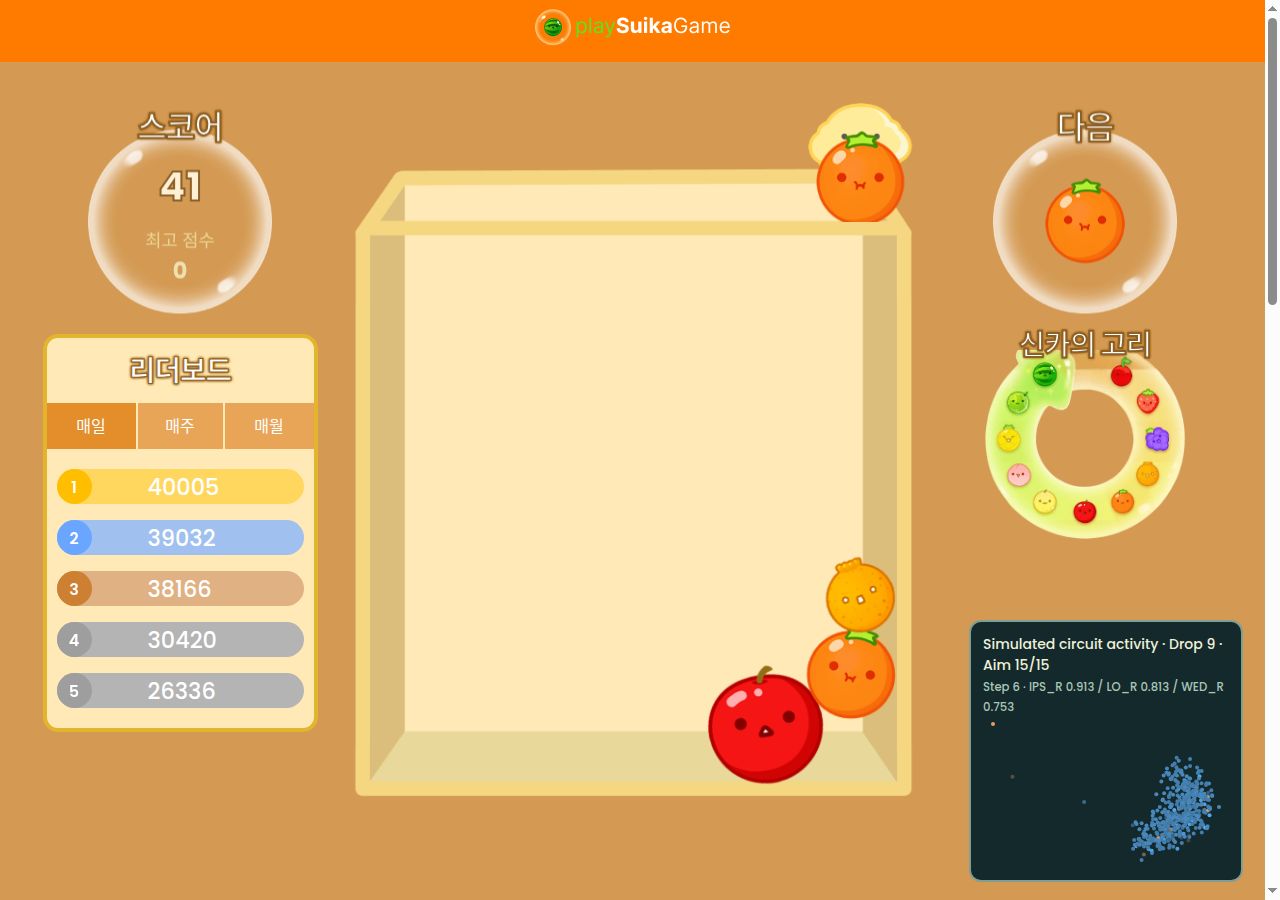 playSuikaGame
스코어
41
최고 점수
0
다음
신카의 고리
리더보드
매일 매주 매월
1 40005
2 39032
3 38166
4 30420
5 26336
Simulated circuit activity · Drop 9 ·
Aim 15/15
Step 6 · IPS_R 0.913 / LO_R 0.813 / WED_R
0.753